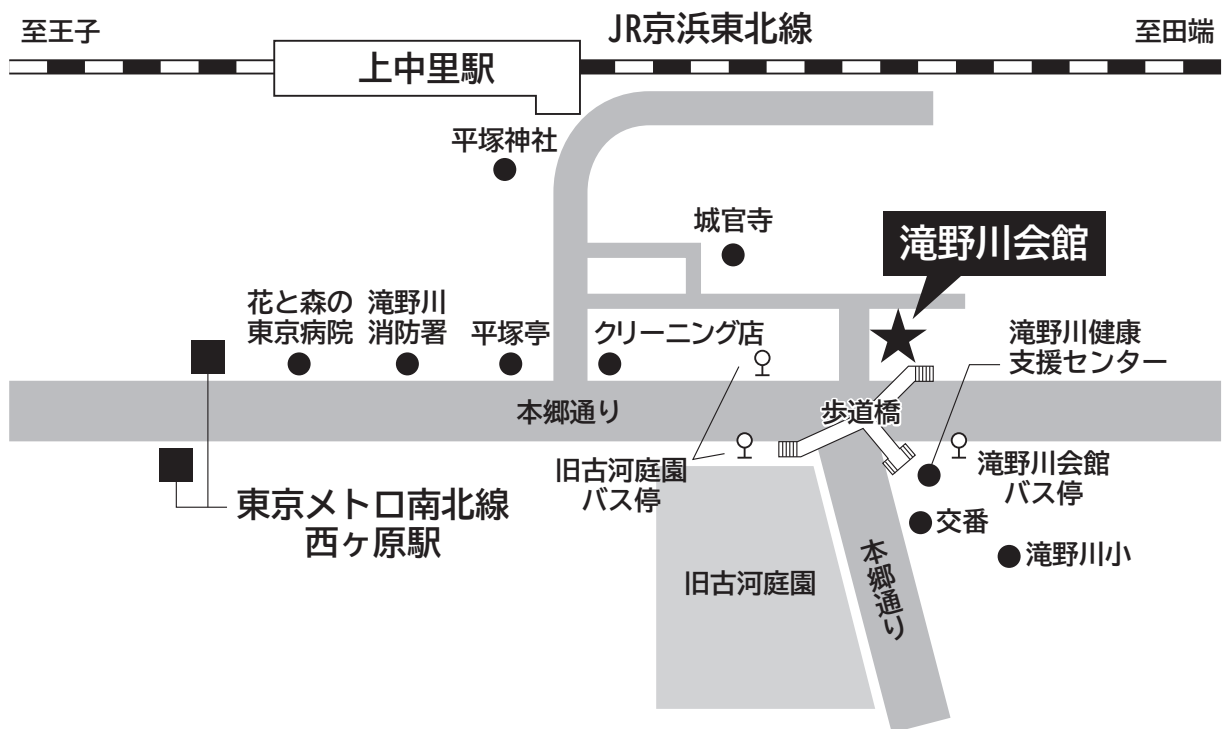 至王子
JR京浜東北線
至田端
上中里駅
平塚神社
城官寺
滝野川会館
花と森の
東京病院
滝野川
消防署
平塚亭
クリーニング店
滝野川健康
支援センター
本郷通り
歩道橋
旧古河庭園
バス停
滝野川会館
バス停
東京メトロ南北線
西ヶ原駅
交番
滝野川小
旧古河庭園
本郷通り